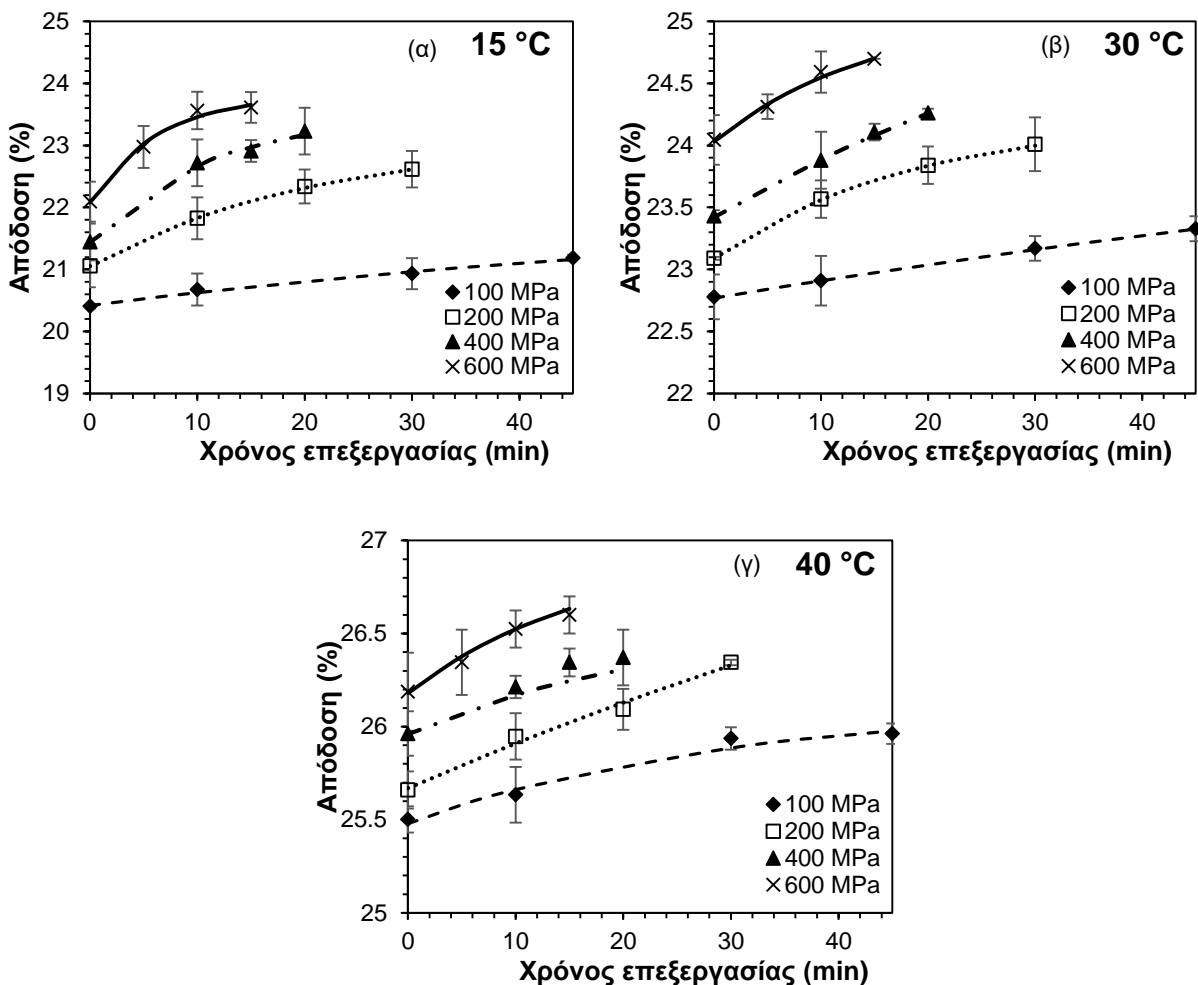 (α) 15 °C
Απόδοση (%)
25
24
23
22
21
20
19
0 10 20 30 40
Χρόνος επεξεργασίας (min)
100 MPa
200 MPa
400 MPa
600 MPa
(β) 30 °C
Απόδοση (%)
25
24.5
24
23.5
23
22.5
22
0 10 20 30 40
Χρόνος επεξεργασίας (min)
100 MPa
200 MPa
400 MPa
600 MPa
(γ) 40 °C
Απόδοση (%)
27
26.5
26
25.5
25
0 10 20 30 40
Χρόνος επεξεργασίας (min)
100 MPa
200 MPa
400 MPa
600 MPa